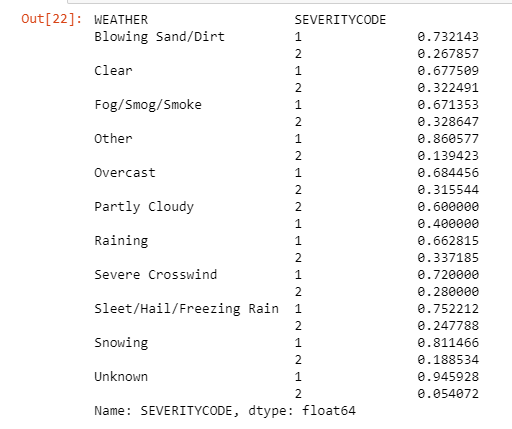 Out[22]: WEATHER SEVERITYCODE
Blowing Sand/Dirt 1 0.732143
2 0.267857
Clear 1 0.677509
2 0.322491
Fog/Smog/Smoke 1 0.671353
2 0.328647
Other 1 0.860577
2 0.139423
Overcast 1 0.684456
2 0.315544
Partly Cloudy 2 0.600000
1 0.400000
Raining 1 0.662815
2 0.337185
Severe Crosswind 1 0.720000
2 0.280000
Sleet/Hail/Freezing Rain 1 0.752212
2 0.247788
Snowing 1 0.811466
2 0.188534
Unknown 1 0.945928
2 0.054072
Name: SEVERITYCODE, dtype: float64